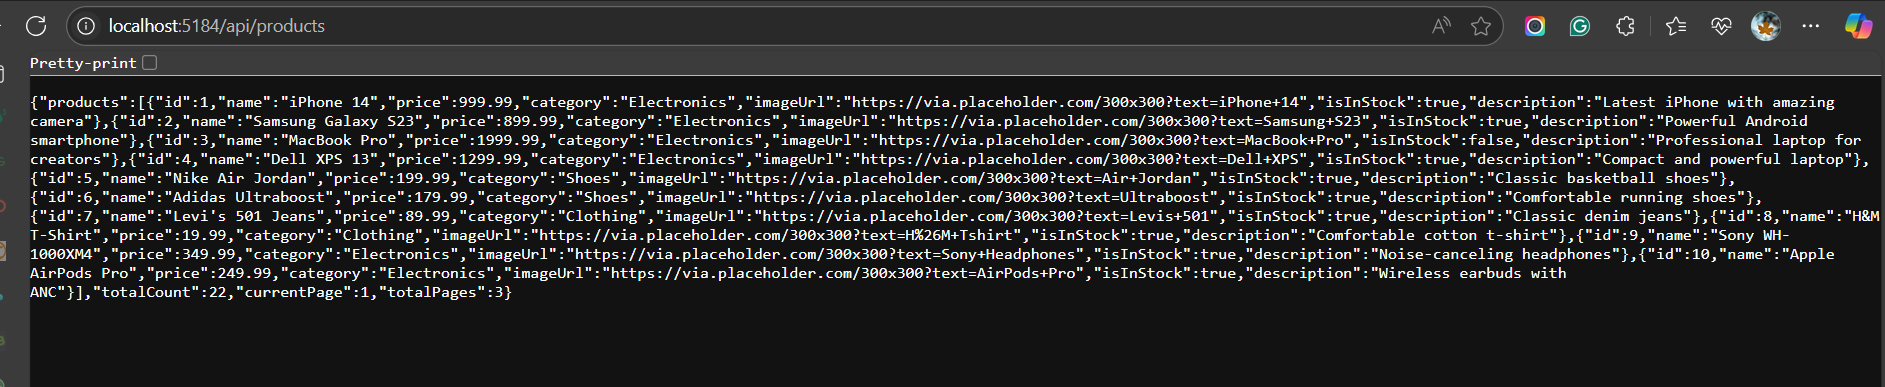 localhost:5184/api/products
Pretty-print
{"products":[{"id":1,"name":"iPhone 14","price":999.99,"category":"Electronics","imageUrl":"https://via.placeholder.com/300x300?text=iPhone+14","isInStock":true,"description":"Latest iPhone with amazing
camera"},{"id":2,"name":"Samsung Galaxy S23","price":899.99,"category":"Electronics","imageUrl":"https://via.placeholder.com/300x300?text=Samsung+S23","isInStock":true,"description":"Powerful Android
smartphone"},{"id":3,"name":"MacBook Pro","price":1999.99,"category":"Electronics","imageUrl":"https://via.placeholder.com/300x300?text=MacBook+Pro","isInStock":false,"description":"Professional laptop for
creators"},{"id":4,"name":"Dell XPS 13","price":1299.99,"category":"Electronics","imageUrl":"https://via.placeholder.com/300x300?text=Dell+XPS","isInStock":true,"description":"Compact and powerful laptop"},
{"id":5,"name":"Nike Air Jordan","price":199.99,"category":"Shoes","imageUrl":"https://via.placeholder.com/300x300?text=Air+Jordan","isInStock":true,"description":"Classic basketball shoes"},
{"id":6,"name":"Adidas Ultraboost","price":179.99,"category":"Shoes","imageUrl":"https://via.placeholder.com/300x300?text=Ultraboost","isInStock":true,"description":"Comfortable running shoes"},
{"id":7,"name":"Levi's 501 Jeans","price":89.99,"category":"Clothing","imageUrl":"https://via.placeholder.com/300x300?text=Levis+501","isInStock":true,"description":"Classic denim jeans"},{"id":8,"name":"H&M
T-Shirt","price":19.99,"category":"Clothing","imageUrl":"https://via.placeholder.com/300x300?text=H%26M+Tshirt","isInStock":true,"description":"Comfortable cotton t-shirt"},{"id":9,"name":"Sony WH-
1000XM4","price":349.99,"category":"Electronics","imageUrl":"https://via.placeholder.com/300x300?text=Sony+Headphones","isInStock":true,"description":"Noise-canceling headphones"},{"id":10,"name":"Apple
AirPods Pro","price":249.99,"category":"Electronics","imageUrl":"https://via.placeholder.com/300x300?text=AirPods+Pro","isInStock":true,"description":"Wireless earbuds with
ANC"}],"totalCount":22,"currentPage":1,"totalPages":3}